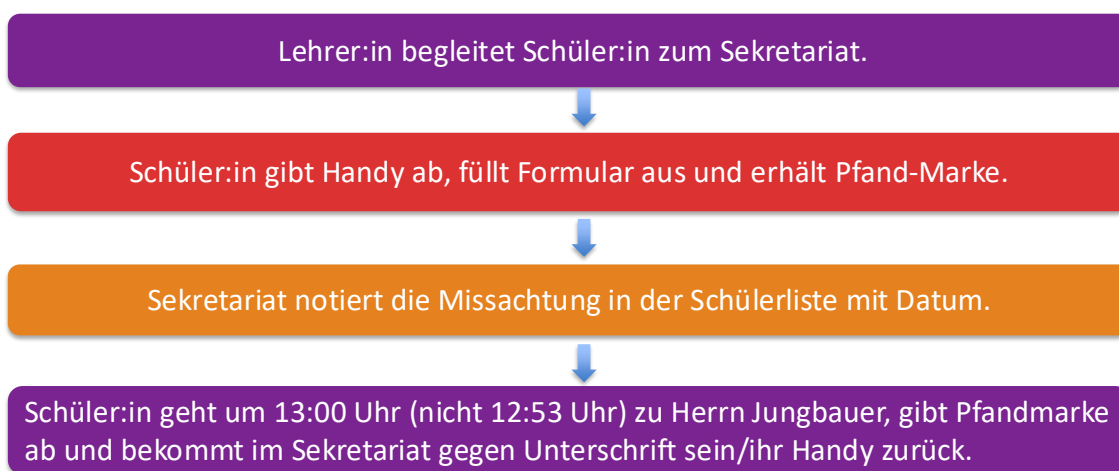 Lehrer:in begleitet Schüler:in zum Sekretariat.
Schüler:in gibt Handy ab, füllt Formular aus und erhält Pfand-Marke.
Sekretariat notiert die Missachtung in der Schülerliste mit Datum.
Schüler:in geht um 13:00 Uhr (nicht 12:53 Uhr) zu Herrn Jungbauer, gibt Pfandmarke
ab und bekommt im Sekretariat gegen Unterschrift sein/ihr Handy zurück.